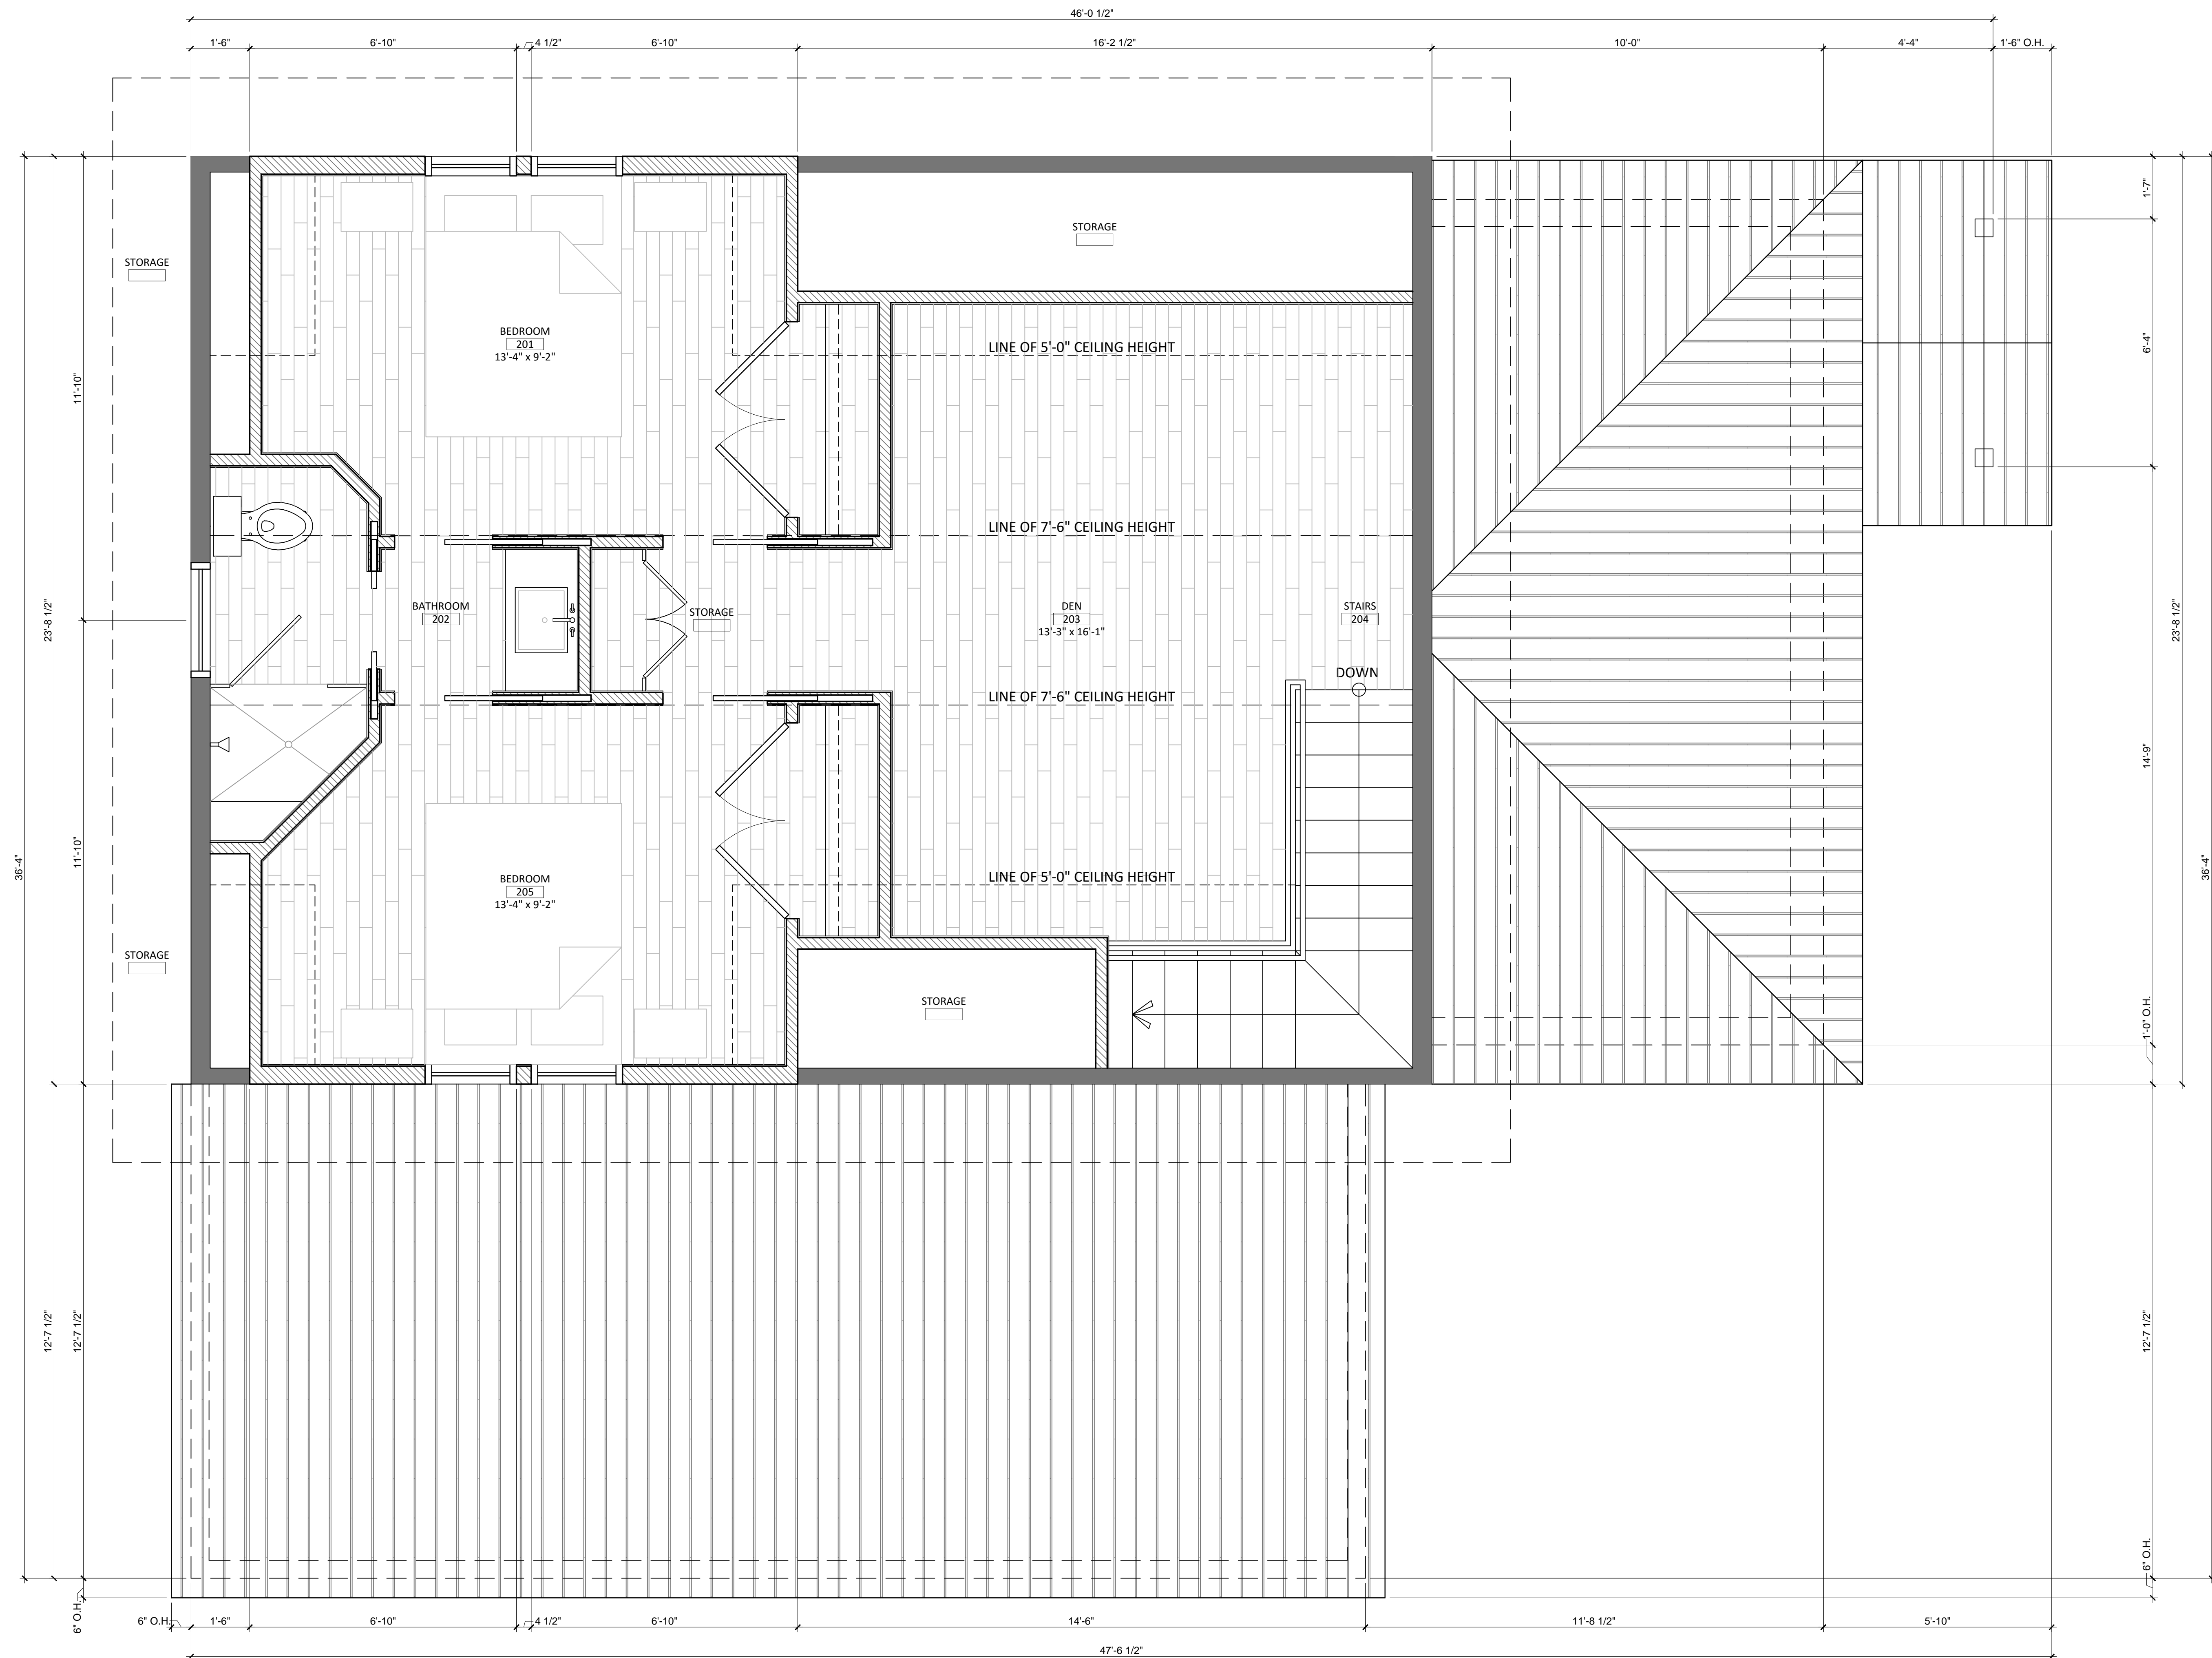 46'-0 1/2"
1'-6"
6'-10"
4 1/2"
6'-10"
16'-2 1/2"
10'-0"
4'-4"
1'-6" O.H.
1'-7"
6'-4"
14'-9"
1'-0" O.H.
12'-7 1/2"
6" O.H.
23'-8 1/2"
36'-4"
36'-4"
23'-8 1/2"
12'-7 1/2"
11'-10"
11'-10"
12'-7 1/2"
6" O.H.
STORAGE
STORAGE
BEDROOM
201
13'-4" x 9'-2"
LINE OF 5'-0" CEILING HEIGHT
LINE OF 7'-6" CEILING HEIGHT
BATHROOM
202
STORAGE
DEN
203
13'-3" x 16'-1"
STAIRS
204
DOWN
LINE OF 7'-6" CEILING HEIGHT
LINE OF 5'-0" CEILING HEIGHT
BEDROOM
205
13'-4" x 9'-2"
STORAGE
STORAGE
6" O.H.
1'-6"
6'-10"
4 1/2"
6'-10"
14'-6"
11'-8 1/2"
5'-10"
47'-6 1/2"